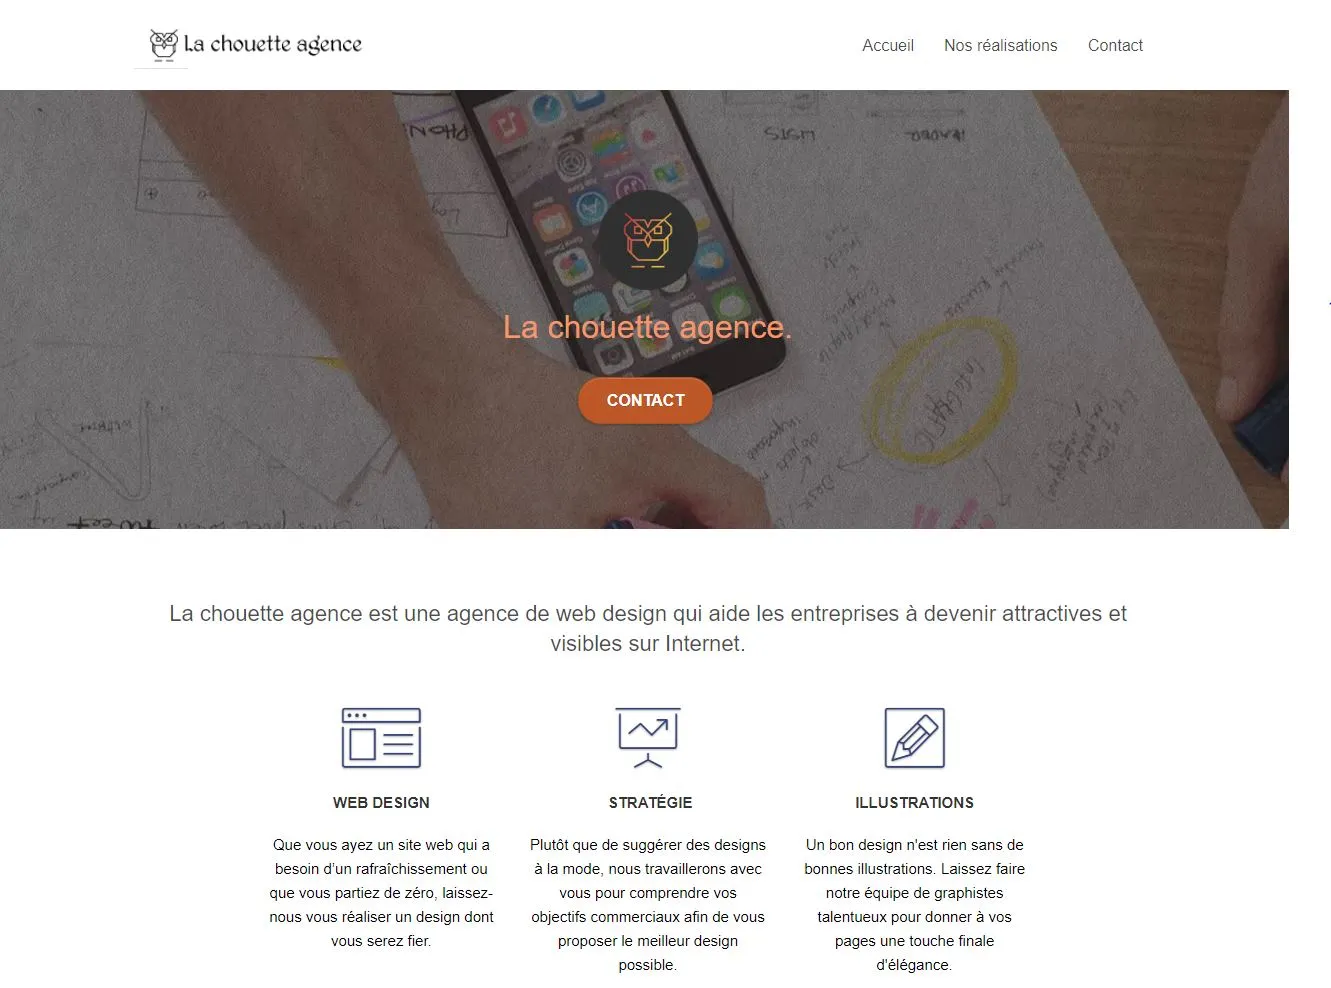 La chouette agence
Accueil
Nos réalisations
Contact
LISTS
HEADER
La chouette agence.
CONTACT
La chouette agence est une agence de web design qui aide les entreprises à devenir attractives et
visibles sur Internet.
WEB DESIGN
Que vous ayez un site web qui a
besoin d’un rafraîchissement ou
que vous partiez de zéro, laissez-
nous vous réaliser un design dont
vous serez fier.
STRATÉGIE
Plutôt que de suggérer des designs
à la mode, nous travaillerons avec
vous pour comprendre vos
objectifs commerciaux afin de vous
proposer le meilleur design
possible.
ILLUSTRATIONS
Un bon design n'est rien sans de
bonnes illustrations. Laissez faire
notre équipe de graphistes
talentueux pour donner à vos
pages une touche finale
d'élégance.